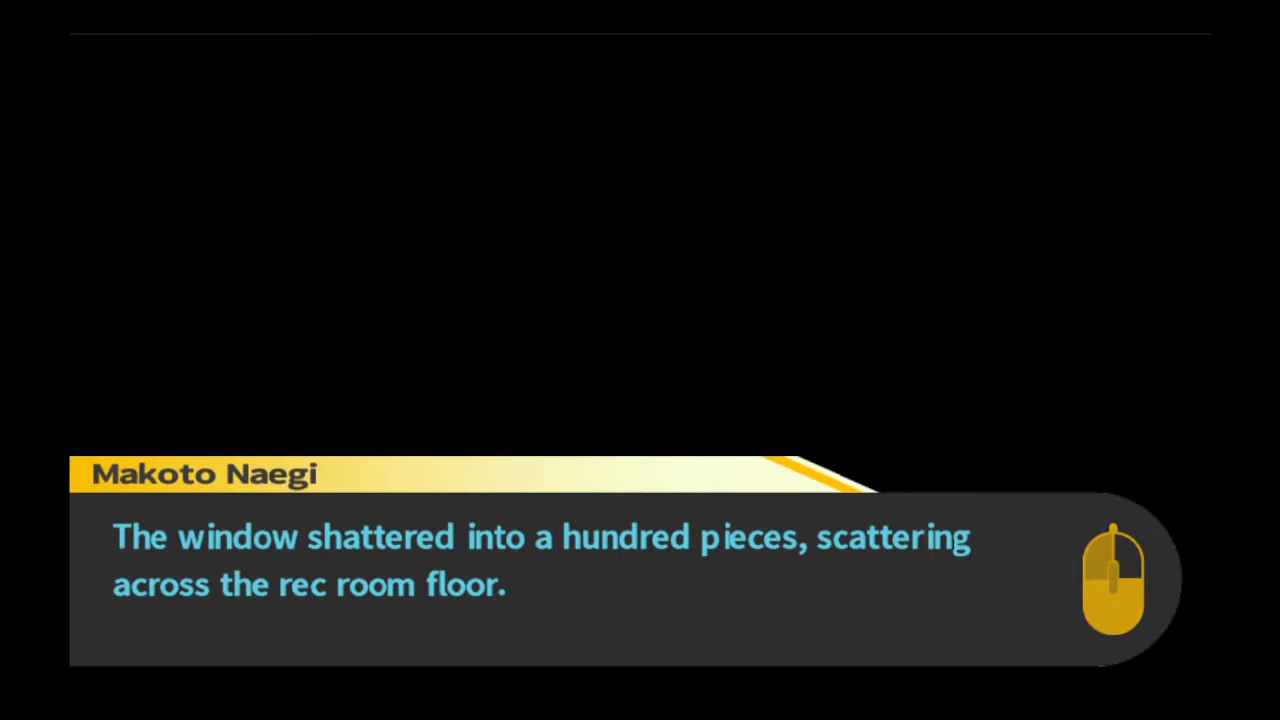 Makoto Naegi
The window shattered into a hundred pieces, scattering
across the rec room floor.